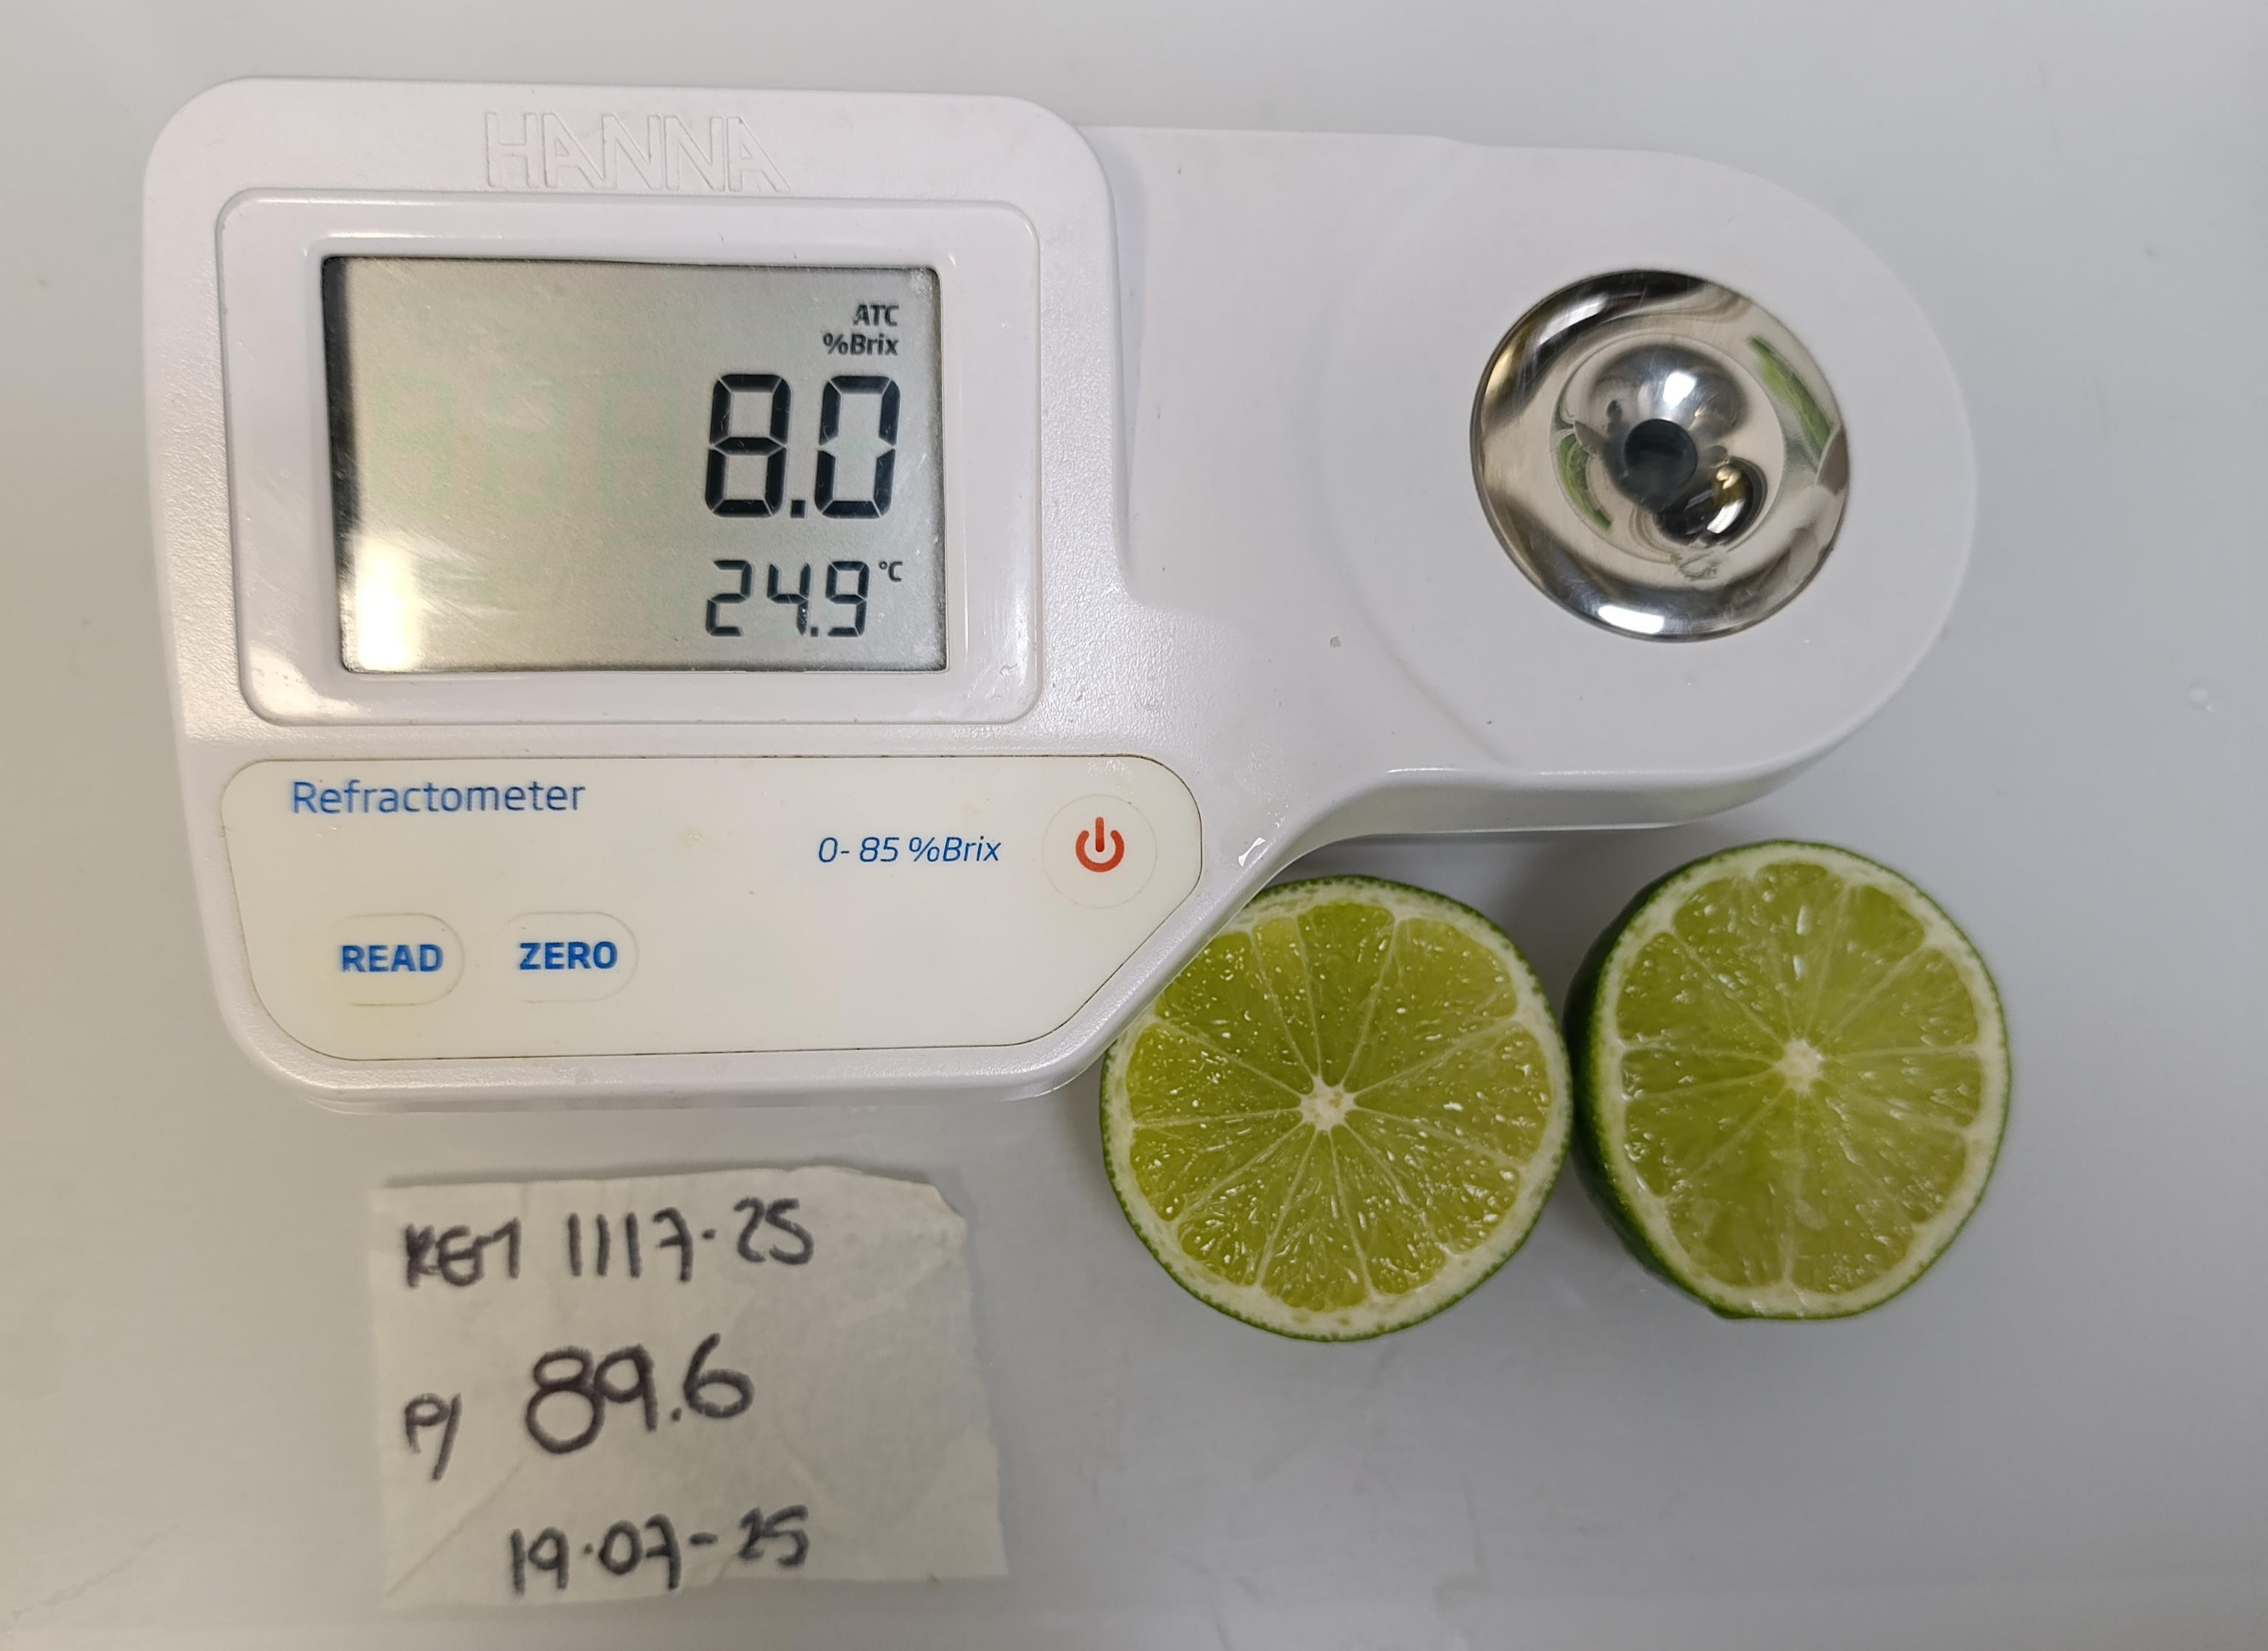 HANNA
ATC
%Brix
8.0
24.9 °C
Refractometer
0-85 %Brix
READ
ZERO
1117-25
P/ 89.6
19-07-25